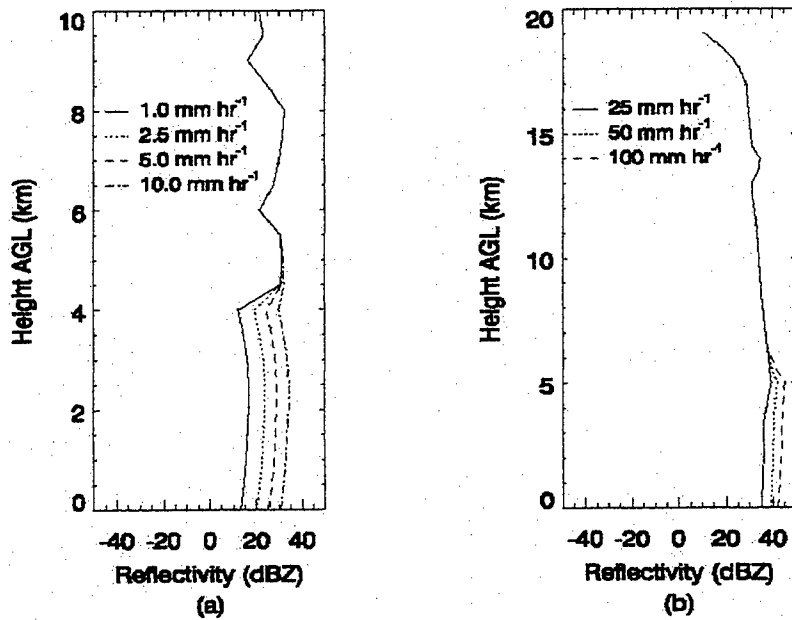 10
8
6
4
2
0
Height AGL (km)
1.0 mm hr⁻¹
2.5 mm hr⁻¹
5.0 mm hr⁻¹
10.0 mm hr⁻¹
-40 -20 0 20 40
Reflectivity (dBZ)
(a)
20
15
10
5
0
Height AGL (km)
25 mm hr⁻¹
50 mm hr⁻¹
100 mm hr⁻¹
-40 -20 0 20 40
Reflectivity (dBZ)
(b)